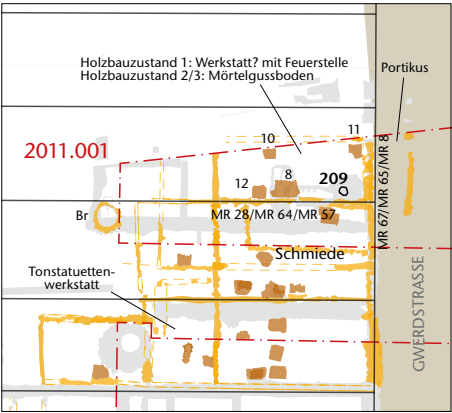 Holzbauzustand 1: Werkstatt? mit Feuerstelle
Holzbauzustand 2/3: Mörtelgussboden
Portikus
2011.001
10
11
12
8
209
Br
MR 28/MR 64/MR 57
MR 67/MR 65/MR 8
Schmiede
Tonstatuetten-
werkstatt
GWERDSTRASSE